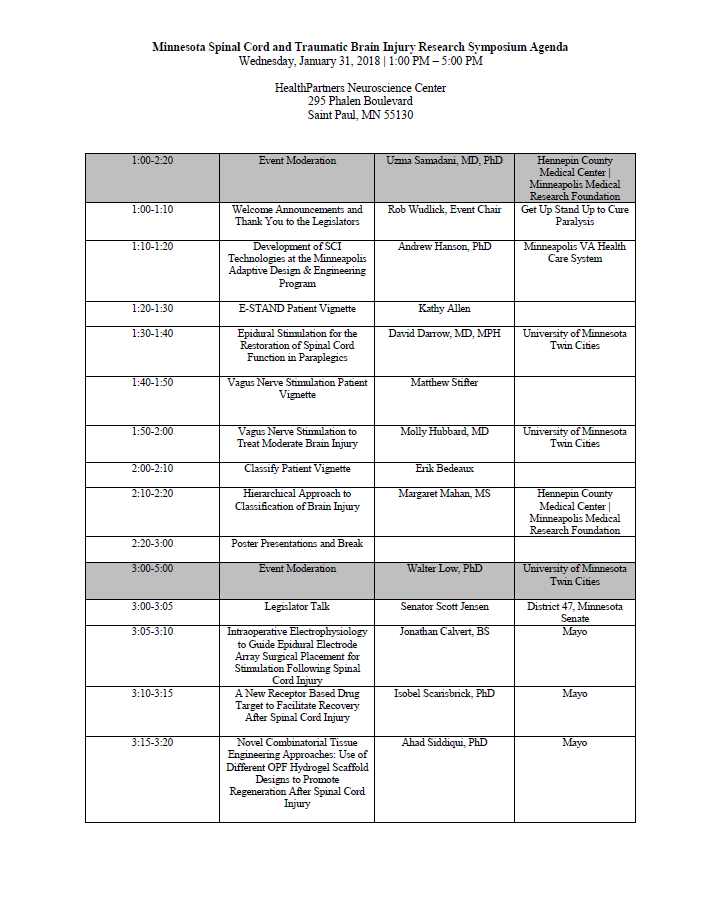 Minnesota Spinal Cord and Traumatic Brain Injury Research Symposium Agenda
Wednesday, January 31, 2018 | 1:00 PM – 5:00 PM
HealthPartners Neuroscience Center
295 Phalen Boulevard
Saint Paul, MN 55130
1:00-2:20
Event Moderation
Uzma Samadani, MD, PhD
Hennepin County
Medical Center |
Minneapolis Medical
Research Foundation
1:00-1:10
Welcome Announcements and
Thank You to the Legislators
Rob Wudlick, Event Chair
Get Up Stand Up to Cure
Paralysis
1:10-1:20
Development of SCI
Technologies at the Minneapolis
Adaptive Design & Engineering
Program
Andrew Hanson, PhD
Minneapolis VA Health
Care System
1:20-1:30
E-STAND Patient Vignette
Kathy Allen
1:30-1:40
Epidural Stimulation for the
Restoration of Spinal Cord
Function in Paraplegics
David Darrow, MD, MPH
University of Minnesota
Twin Cities
1:40-1:50
Vagus Nerve Stimulation Patient
Vignette
Matthew Stifter
1:50-2:00
Vagus Nerve Stimulation to
Treat Moderate Brain Injury
Molly Hubbard, MD
University of Minnesota
Twin Cities
2:00-2:10
Classify Patient Vignette
Erik Bedeaux
2:10-2:20
Hierarchical Approach to
Classification of Brain Injury
Margaret Mahan, MS
Hennepin County
Medical Center |
Minneapolis Medical
Research Foundation
2:20-3:00
Poster Presentations and Break
3:00-5:00
Event Moderation
Walter Low, PhD
University of Minnesota
Twin Cities
3:00-3:05
Legislator Talk
Senator Scott Jensen
District 47, Minnesota
Senate
3:05-3:10
Intraoperative Electrophysiology
to Guide Epidural Electrode
Array Surgical Placement for
Stimulation Following Spinal
Cord Injury
Jonathan Calvert, BS
Mayo
3:10-3:15
A New Receptor Based Drug
Target to Facilitate Recovery
After Spinal Cord Injury
Isobel Scarisbrick, PhD
Mayo
3:15-3:20
Novel Combinatorial Tissue
Engineering Approaches: Use of
Different OPF Hydrogel Scaffold
Designs to Promote
Regeneration After Spinal Cord
Injury
Ahad Siddiqui, PhD
Mayo